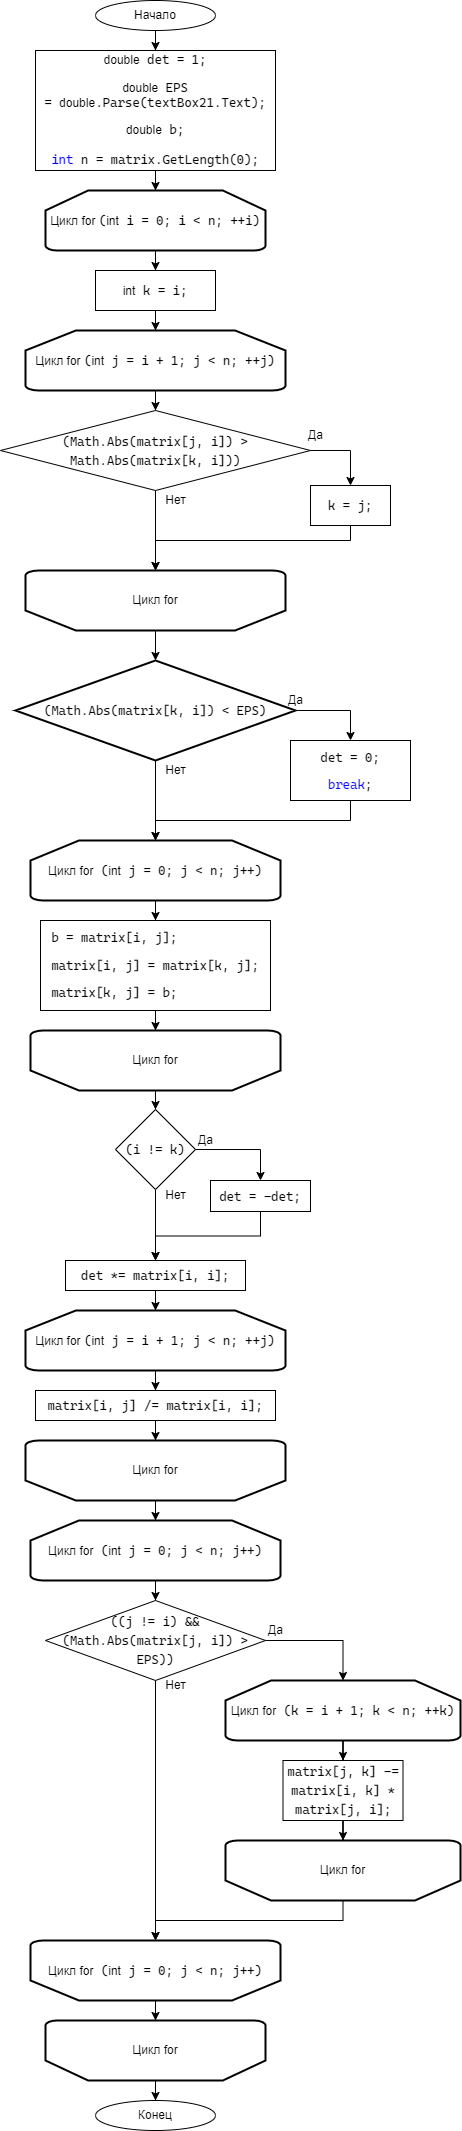 Начало
double det = 1;
double EPS
= double.Parse(textBox21.Text);
double b;
int n = matrix.GetLength(0);
Цикл for (int i = 0; i < n; ++i)
int k = i;
Цикл for (int j = i + 1; j < n; ++j)
(Math.Abs(matrix[j, i]) >
Math.Abs(matrix[k, i]))
Да
Нет
k = j;
Цикл for
(Math.Abs(matrix[k, i]) < EPS)
Да
Нет
det = 0;
break;
Цикл for (int j = 0; j < n; j++)
b = matrix[i, j];
matrix[i, j] = matrix[k, j];
matrix[k, j] = b;
Цикл for
(i != k)
Да
Нет
det = -det;
det *= matrix[i, i];
Цикл for (int j = i + 1; j < n; ++j)
matrix[i, j] /= matrix[i, i];
Цикл for
Цикл for (int j = 0; j < n; j++)
((j != i) &&
(Math.Abs(matrix[j, i]) >
EPS))
Да
Нет
Цикл for (k = i + 1; k < n; ++k)
matrix[j, k] -=
matrix[i, k] *
matrix[j, i];
Цикл for
Цикл for (int j = 0; j < n; j++)
Цикл for
Конец